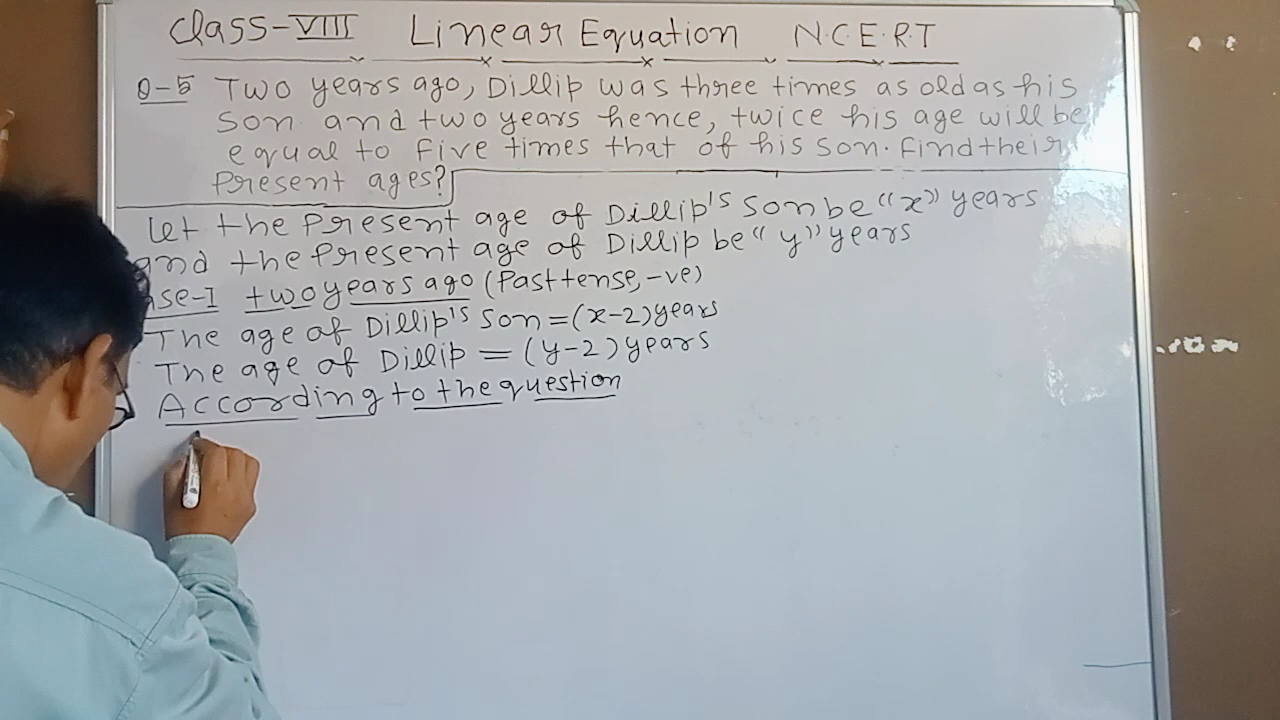 Class-VIII Linear Equation N.C.E.R.T
Q-5 Two years ago, Dillip was three times as old as his
son and two years hence, twice his age will be
equal to five times that of his son. Find their
Present ages?
Let the Present age of Dillip's Son be "x" years
and the Present age of Dillip be "y" years
ase-I two years ago (Past tense, -ve)
The age of Dillip's son=(x-2)years
The age of Dillip = (y-2) years
According to the question